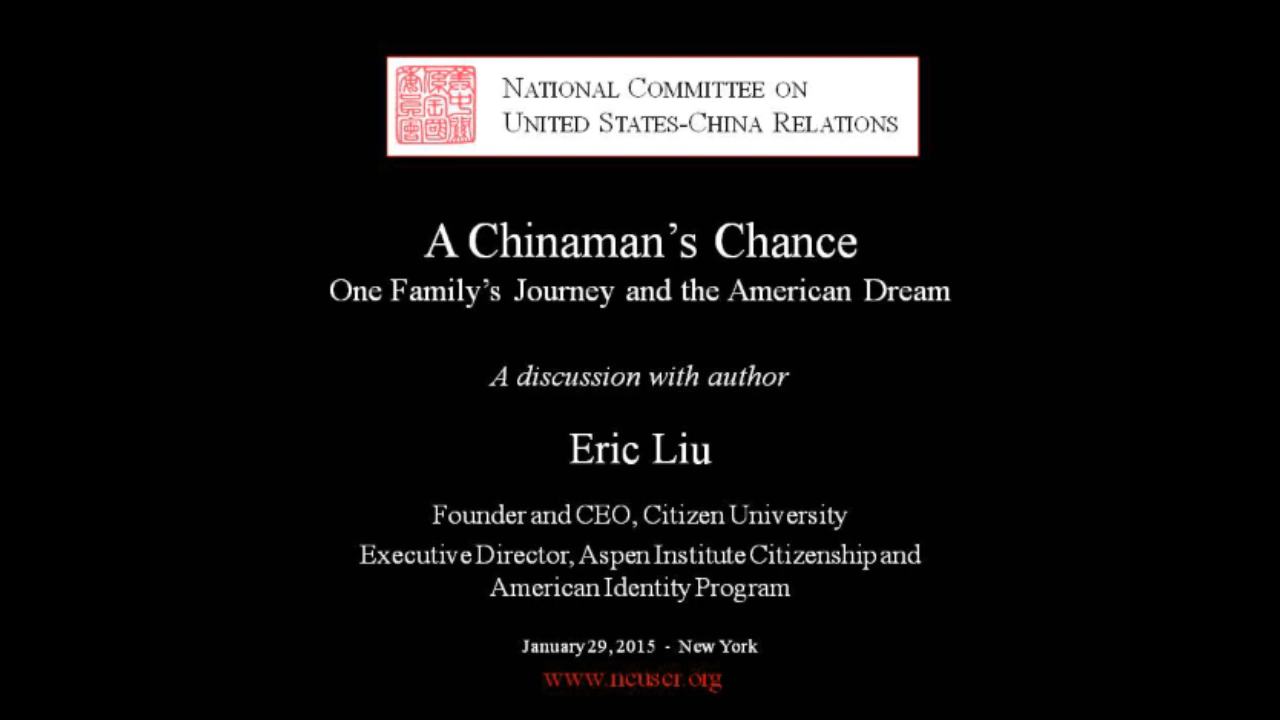 NATIONAL COMMITTEE ON
UNITED STATES-CHINA RELATIONS
A Chinaman's Chance
One Family's Journey and the American Dream
A discussion with author
Eric Liu
Founder and CEO, Citizen University
Executive Director, Aspen Institute Citizenship and
American Identity Program
January 29, 2015 - New York
www.ncuscr.org